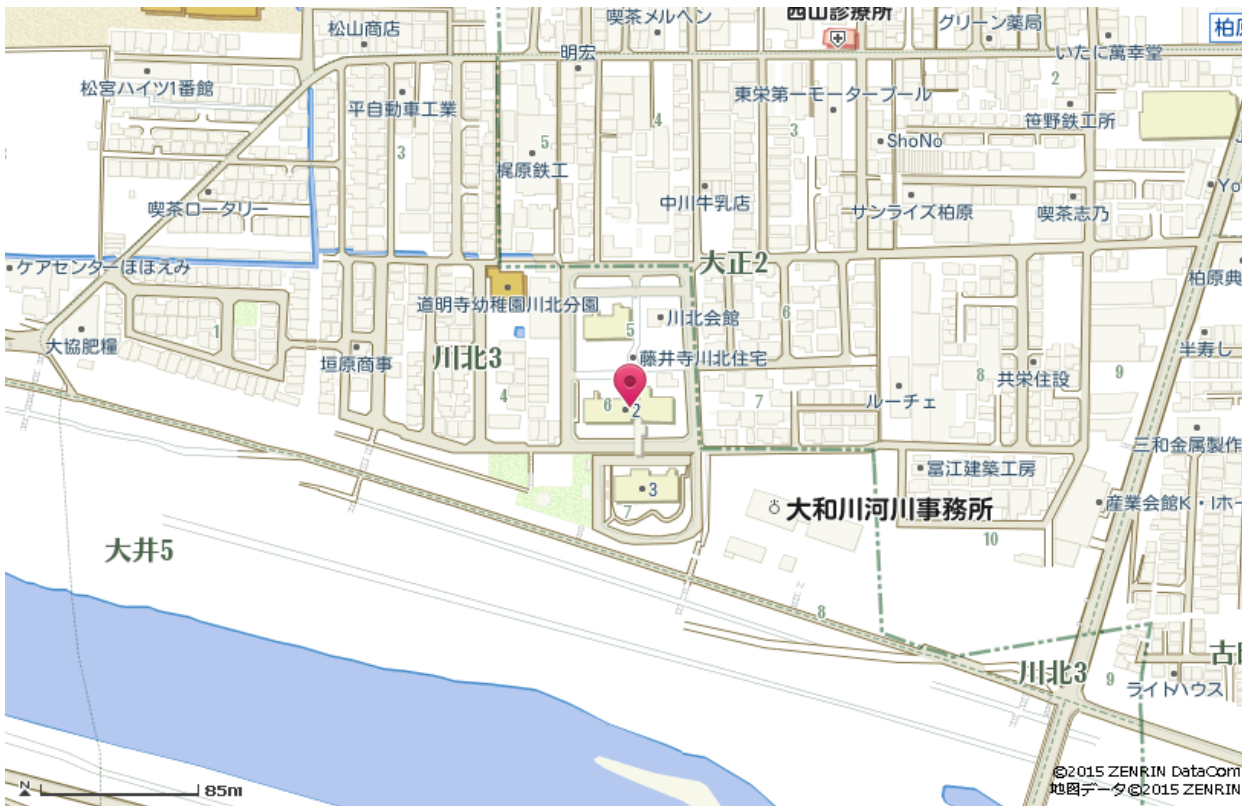 喫茶メルヘン
西山診療所
グリーン薬局
松山商店
明宏
いたに萬幸堂
松宮ハイツ1番館
平自動車工業
東栄第一モータープール
2
笹野鉄工所
5
4
3
3
ShoNo
梶原鉄工
中川牛乳店
サンライズ柏原
喫茶志乃
喫茶ロータリー
ケアセンターほほえみ
大正2
道明寺幼稚園川北分園
川北会館
6
5
1
大協肥糧
垣原商事
川北3
藤井寺川北住宅
半寿し
共栄住設
8
9
4
6
2
7
ルーチェ
三和金属製作
冨江建築工房
3
7
大和川河川事務所
産業会館K・Iホー
10
大井5
8
川北3
9
ライトハウス
N
85m
©2015 ZENRIN DataCom
地図データ©2015 ZENRIN